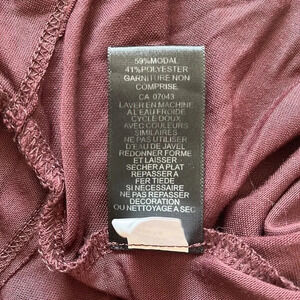 59%MODAL
41%POLYESTER
GARNITURE NON
COMPRISE
CA 07043
LAVER EN MACHINE
A L'EAU FROIDE
CYCLE DOUX
AVEC COULEURS
SIMILAIRES
NE PAS UTILISER
D'EAU DE JAVEL
REDONNER FORME
ET LAISSER
SECHER A PLAT
REPASSER A
FER TIEDE
SI NECESSAIRE
NE PAS REPASSER
DECORATION
OU NETTOYAGE A SEC